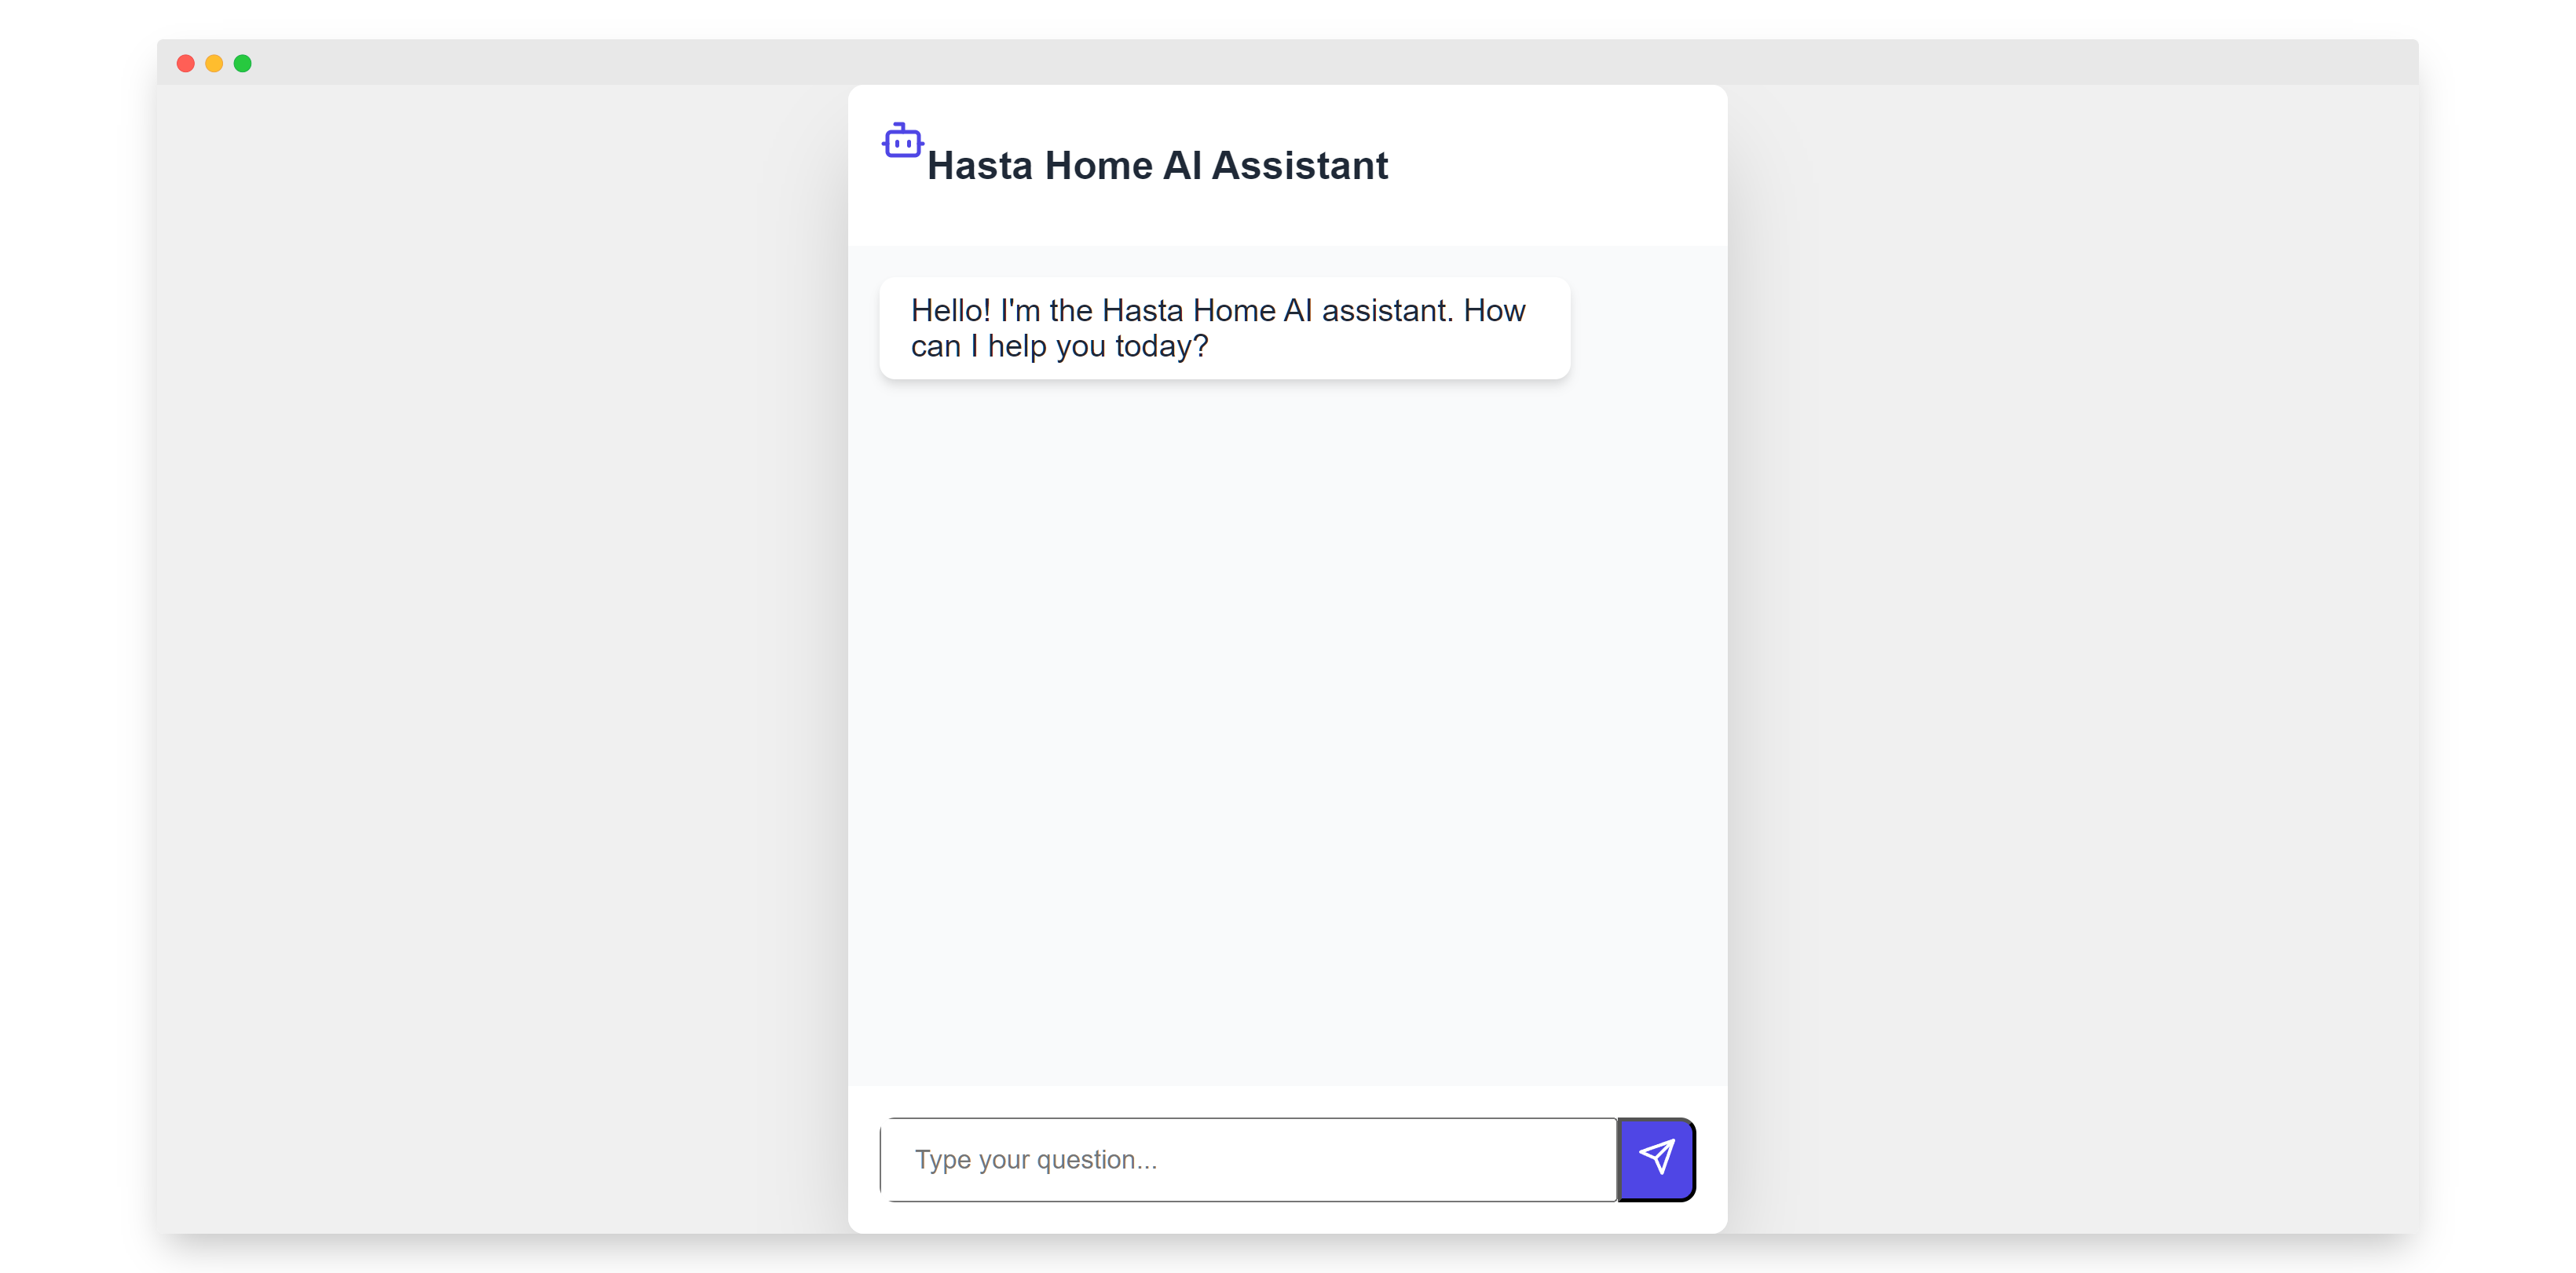 Hasta Home AI Assistant
Hello! I'm the Hasta Home AI assistant. How
can I help you today?
Type your question...